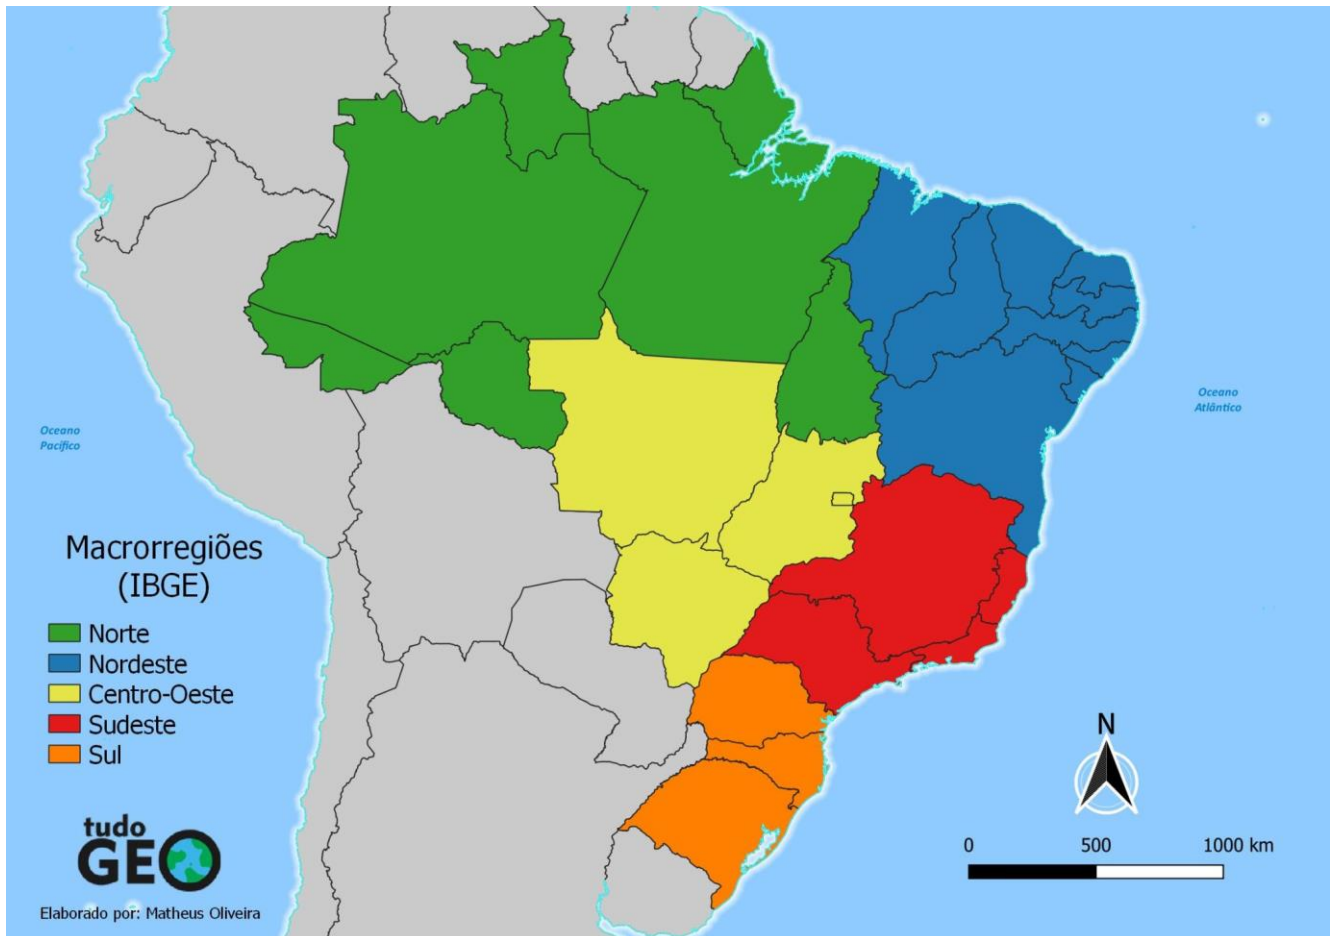 Oceano
Pacífico
Oceano
Atlântico
Macrorregiões
(IBGE)
Norte
Nordeste
Centro-Oeste
Sudeste
Sul
N
0 500 1000 km
tudo
GEO
Elaborado por: Matheus Oliveira